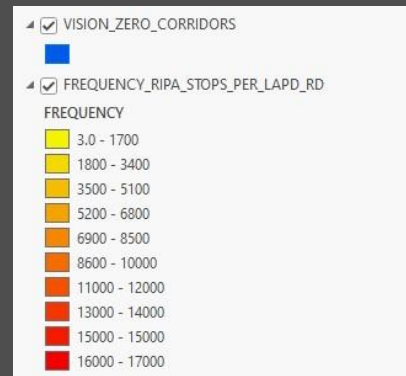 VISION_ZERO_CORRIDORS
FREQUENCY_RIPA_STOPS_PER_LAPD_RD
FREQUENCY
3.0 - 1700
1800 - 3400
3500 - 5100
5200 - 6800
6900 - 8500
8600 - 10000
11000 - 12000
13000 - 14000
15000 - 15000
16000 - 17000